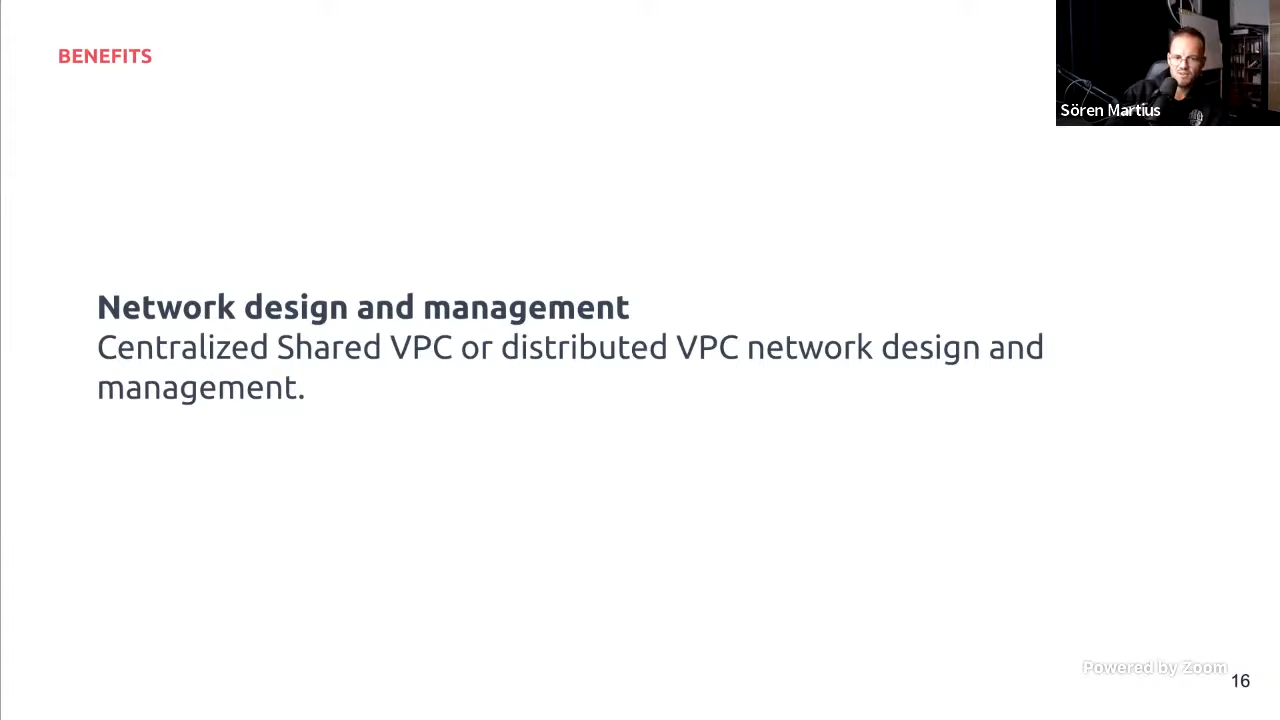 BENEFITS
Sören Martius
Network design and management
Centralized Shared VPC or distributed VPC network design and
management.
Powered by Zoom
16